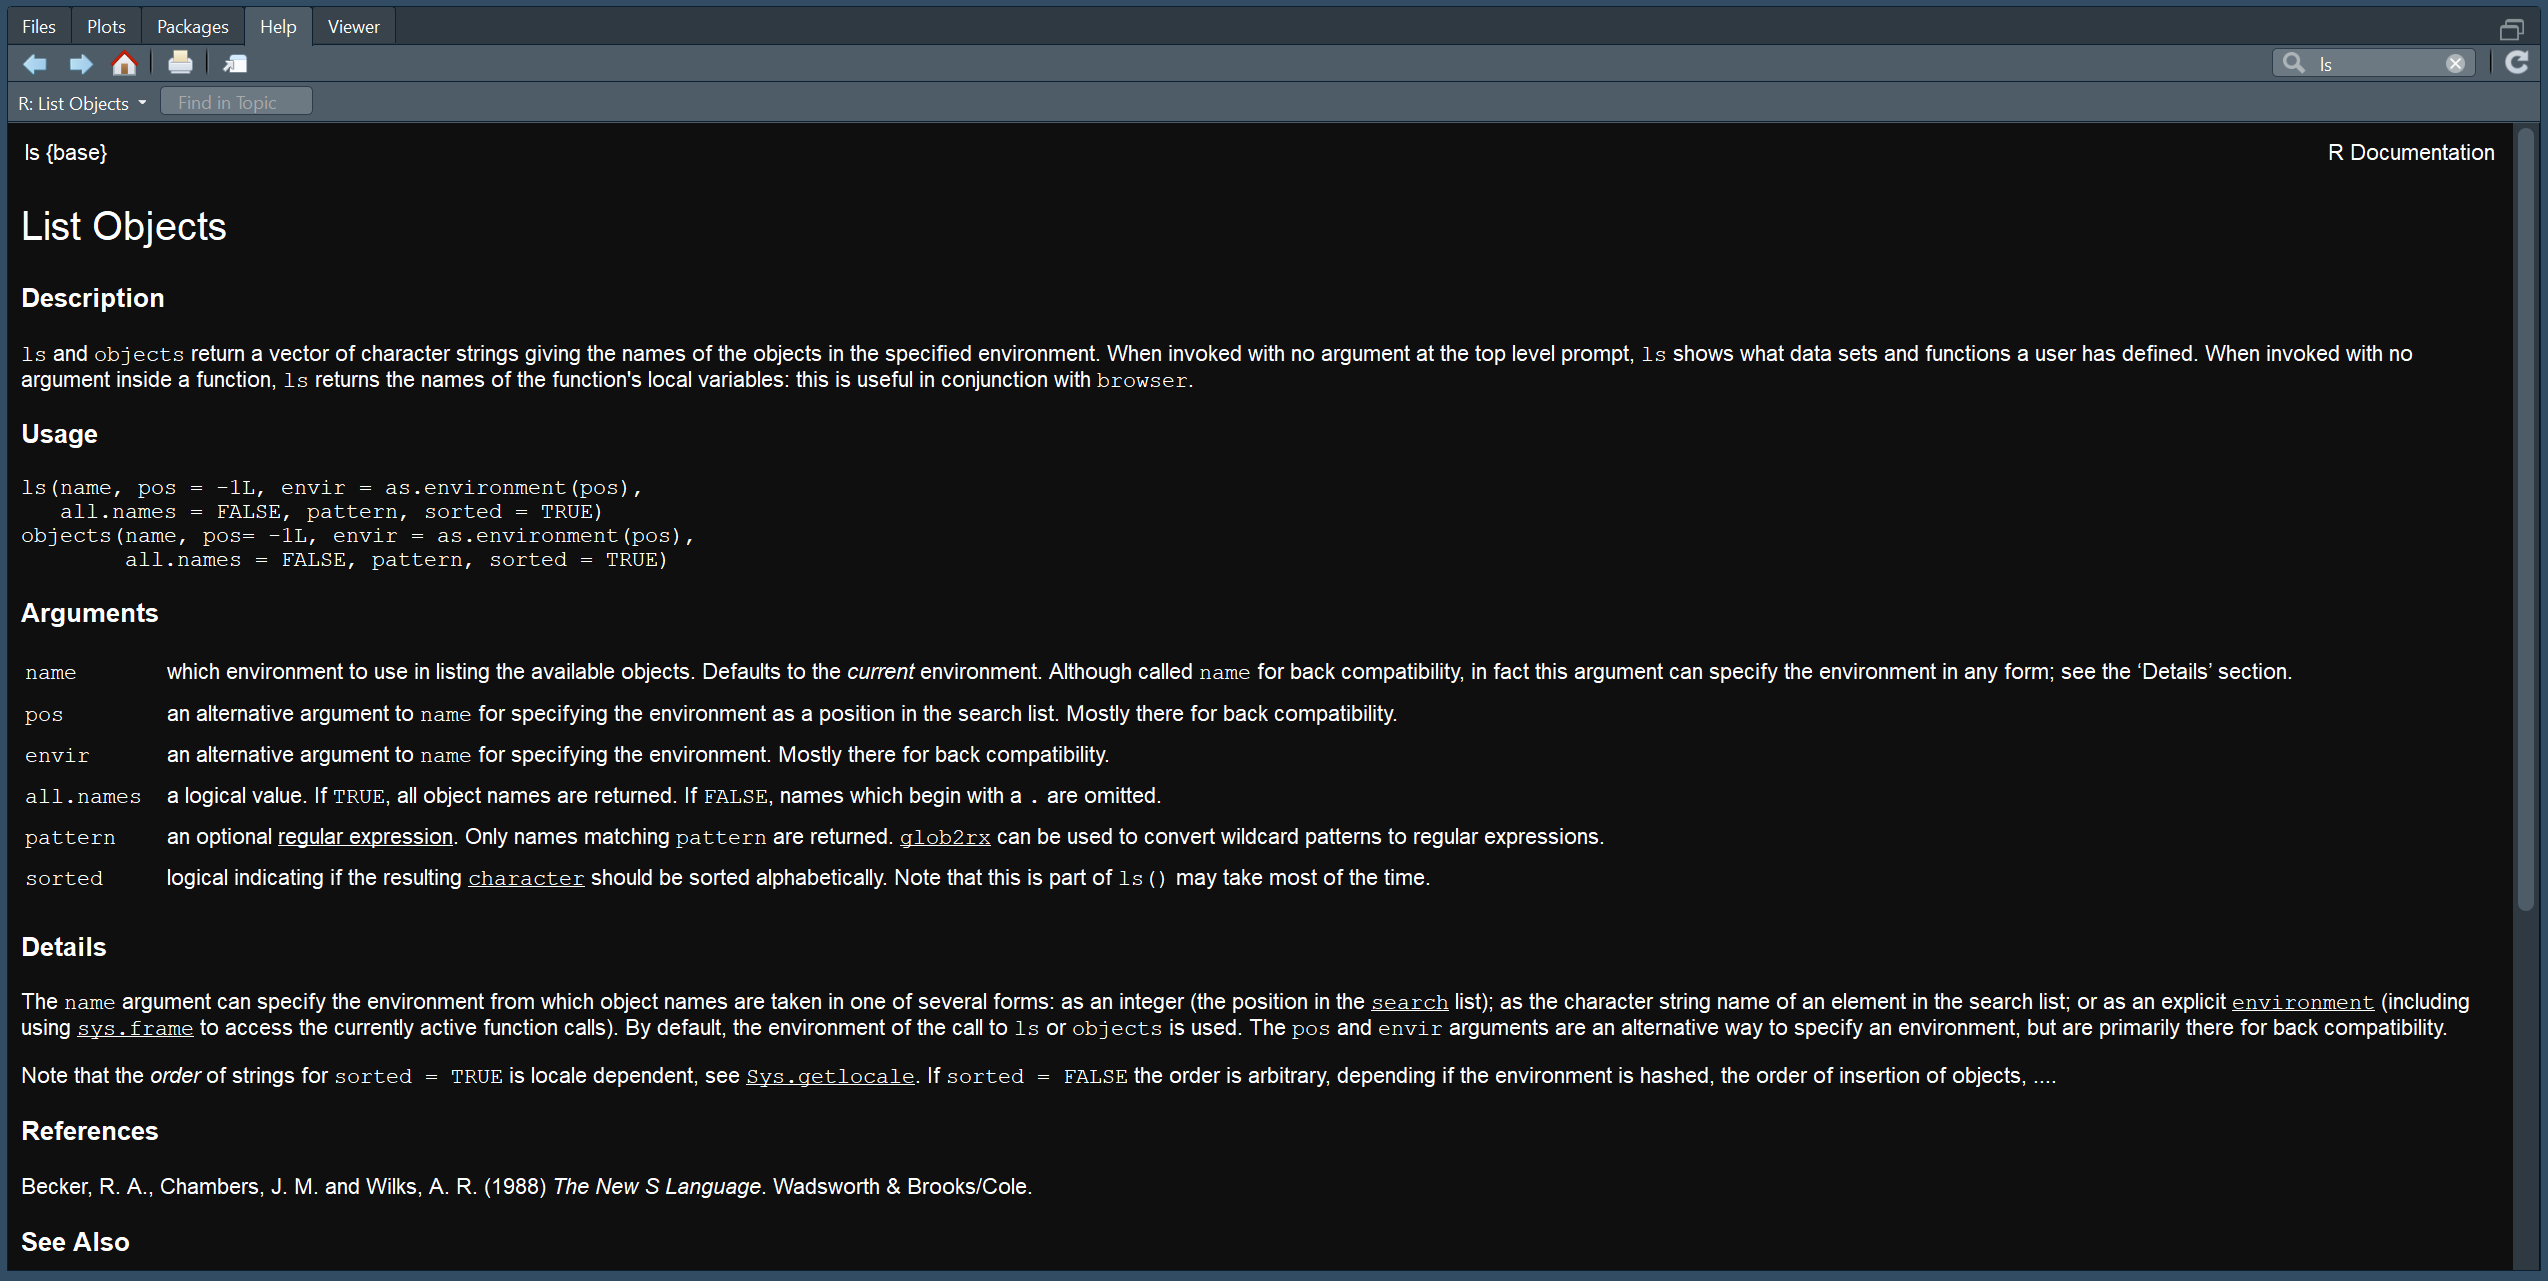 Files Plots Packages Help Viewer
ls
R: List Objects Find in Topic
ls {base} R Documentation
List Objects
Description
ls and objects return a vector of character strings giving the names of the objects in the specified environment. When invoked with no argument at the top level prompt, ls shows what data sets and functions a user has defined. When invoked with no
argument inside a function, ls returns the names of the function's local variables: this is useful in conjunction with browser.
Usage
ls(name, pos = -1L, envir = as.environment(pos),
   all.names = FALSE, pattern, sorted = TRUE)
objects(name, pos= -1L, envir = as.environment(pos),
        all.names = FALSE, pattern, sorted = TRUE)
Arguments
name which environment to use in listing the available objects. Defaults to the current environment. Although called name for back compatibility, in fact this argument can specify the environment in any form; see the ‘Details’ section.
pos an alternative argument to name for specifying the environment as a position in the search list. Mostly there for back compatibility.
envir an alternative argument to name for specifying the environment. Mostly there for back compatibility.
all.names a logical value. If TRUE, all object names are returned. If FALSE, names which begin with a . are omitted.
pattern an optional regular expression. Only names matching pattern are returned. glob2rx can be used to convert wildcard patterns to regular expressions.
sorted logical indicating if the resulting character should be sorted alphabetically. Note that this is part of ls() may take most of the time.
Details
The name argument can specify the environment from which object names are taken in one of several forms: as an integer (the position in the search list); as the character string name of an element in the search list; or as an explicit environment (including
using sys.frame to access the currently active function calls). By default, the environment of the call to ls or objects is used. The pos and envir arguments are an alternative way to specify an environment, but are primarily there for back compatibility.
Note that the order of strings for sorted = TRUE is locale dependent, see Sys.getlocale. If sorted = FALSE the order is arbitrary, depending if the environment is hashed, the order of insertion of objects, ....
References
Becker, R. A., Chambers, J. M. and Wilks, A. R. (1988) The New S Language. Wadsworth & Brooks/Cole.
See Also